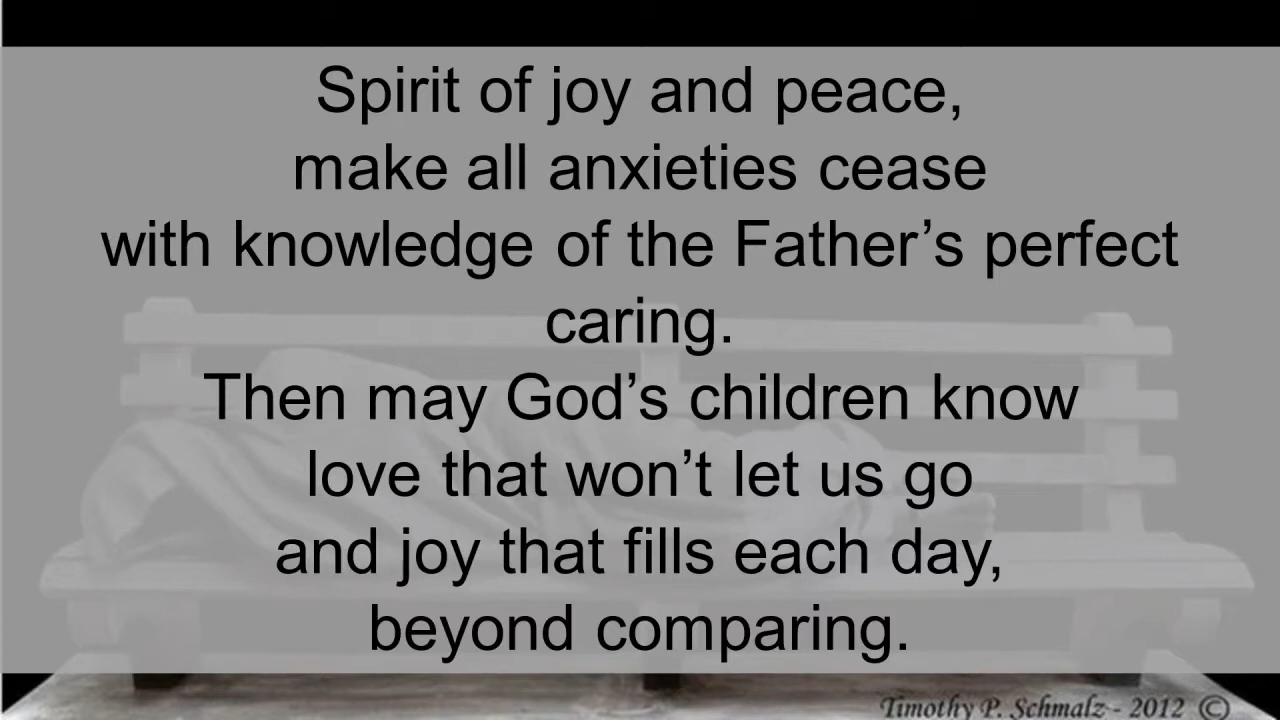 Spirit of joy and peace,
make all anxieties cease
with knowledge of the Father’s perfect
caring.
Then may God’s children know
love that won’t let us go
and joy that fills each day,
beyond comparing.
Timothy P. Schmalz - 2012 ©